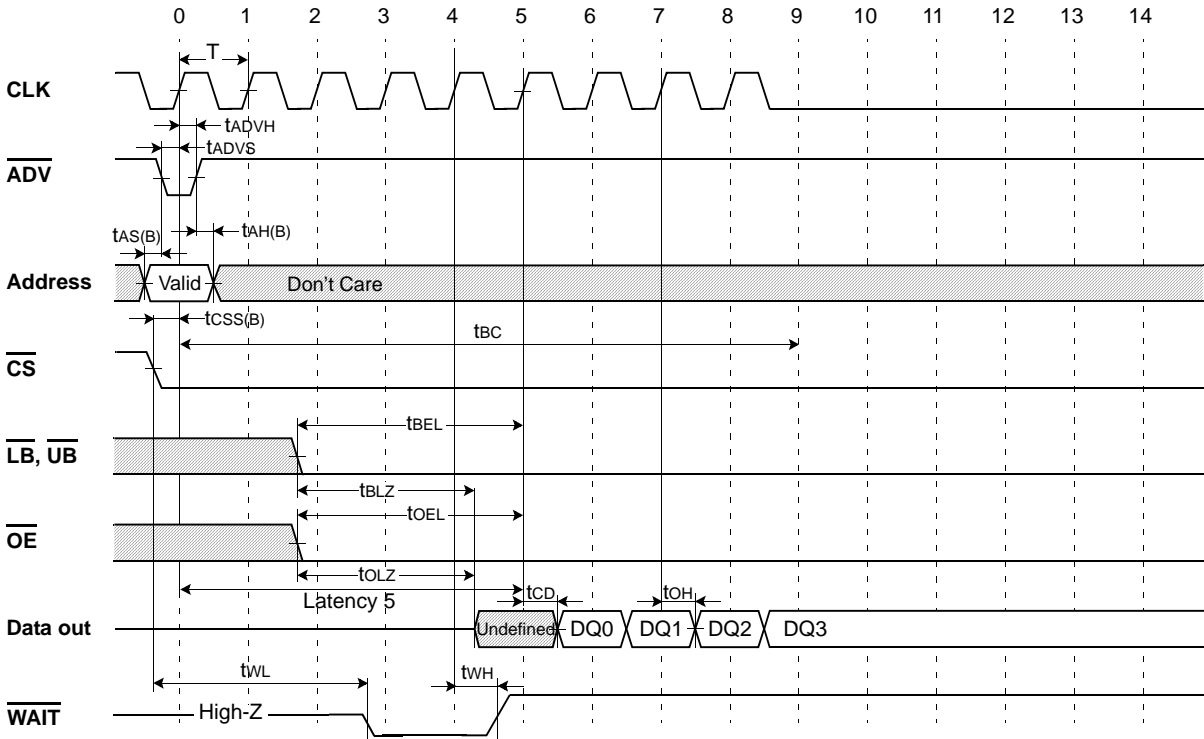 0 1 2 3 4 5 6 7 8 9 10 11 12 13 14
T
CLK
tADVH
tADVS
ADV
tAS(B)
tAH(B)
Address
Valid
Don't Care
tCSS(B)
tBC
CS
tBEL
LB, UB
tBLZ
tOEL
OE
tOLZ
Latency 5
tCD
tOH
Data out
Undefined
DQ0
DQ1
DQ2
DQ3
tWL
tWH
WAIT
High-Z